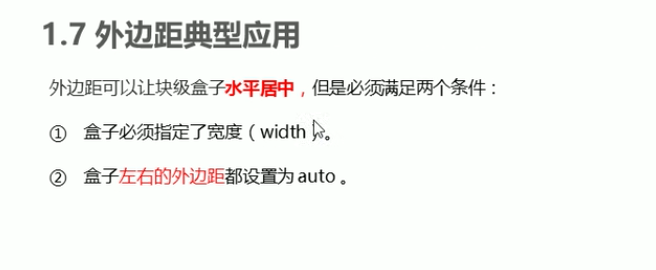 1.7 外边距典型应用
外边距可以让块级盒子水平居中，但是必须满足两个条件：
① 盒子必须指定了宽度（width）。
② 盒子左右的外边距都设置为 auto 。